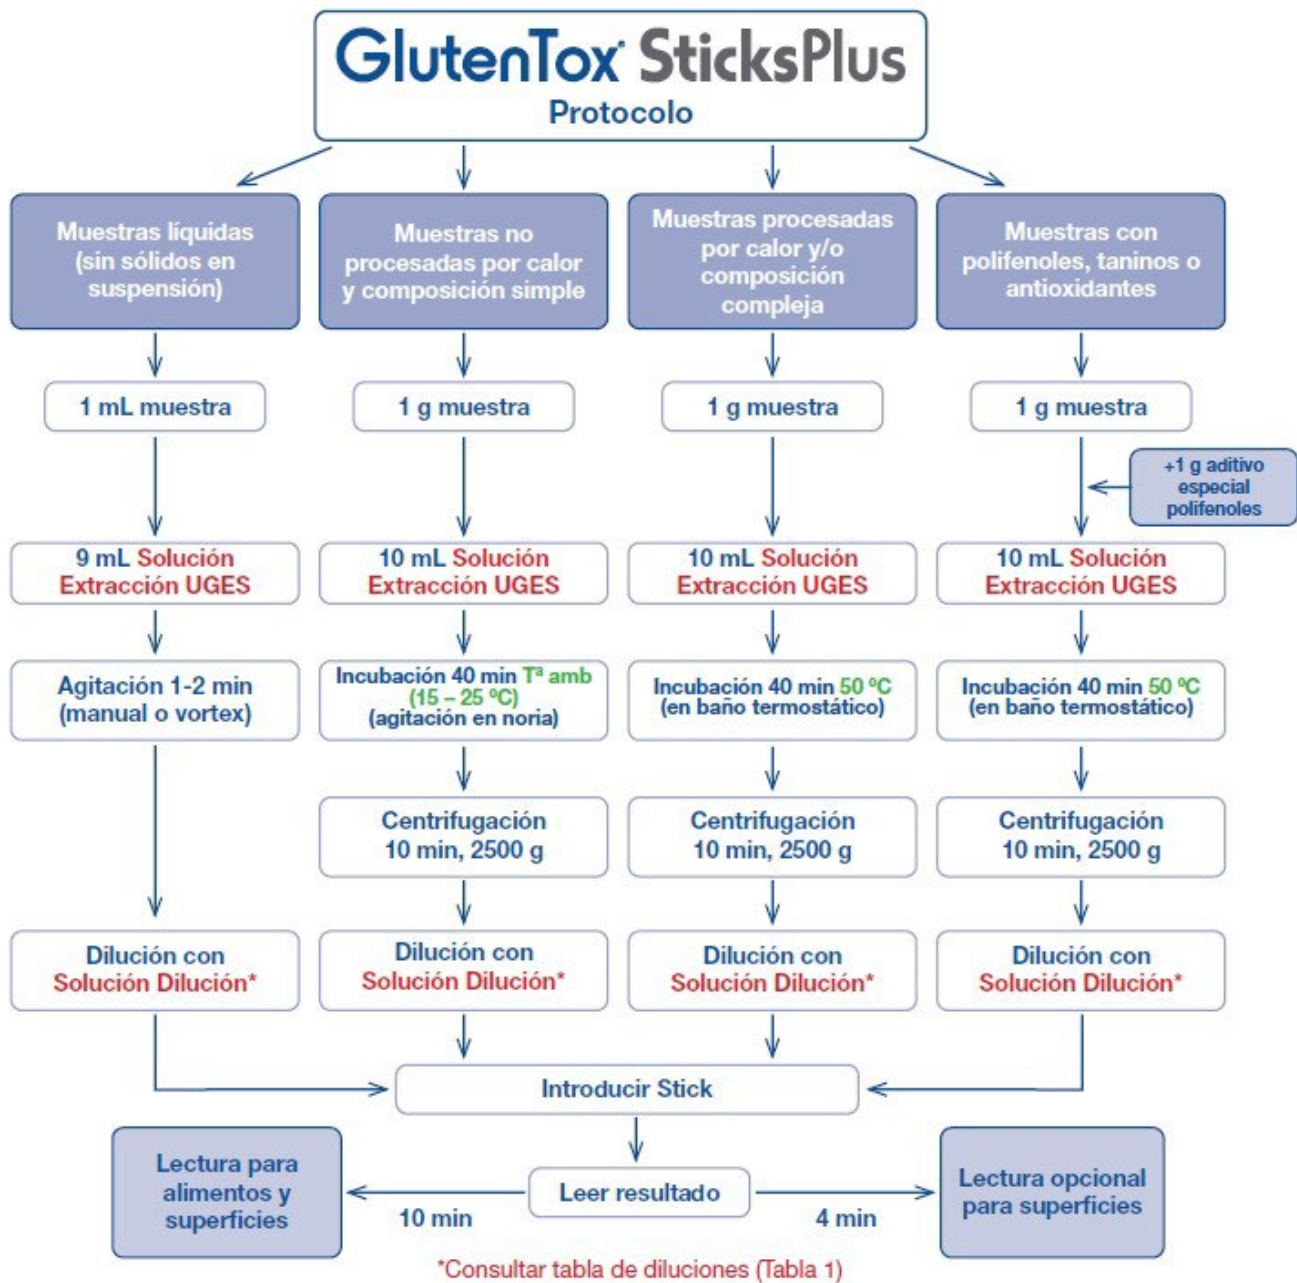 GlutenTox® SticksPlus
Protocolo
Muestras líquidas
(sin sólidos en
suspensión)
Muestras no
procesadas por calor
y composición simple
Muestras procesadas
por calor y/o
composición
compleja
Muestras con
polifenoles, taninos o
antioxidantes
1 mL muestra
1 g muestra
1 g muestra
1 g muestra
+1 g aditivo
especial
polifenoles
9 mL Solución
Extracción UGES
10 mL Solución
Extracción UGES
10 mL Solución
Extracción UGES
10 mL Solución
Extracción UGES
Agitación 1-2 min
(manual o vortex)
Incubación 40 min Tª amb
(15 – 25 ºC)
(agitación en noria)
Incubación 40 min 50 ºC
(en baño termostático)
Incubación 40 min 50 ºC
(en baño termostático)
Centrifugación
10 min, 2500 g
Centrifugación
10 min, 2500 g
Centrifugación
10 min, 2500 g
Dilución con
Solución Dilución*
Dilución con
Solución Dilución*
Dilución con
Solución Dilución*
Dilución con
Solución Dilución*
Introducir Stick
Lectura para
alimentos y
superficies
10 min
Leer resultado
4 min
Lectura opcional
para superficies
*Consultar tabla de diluciones (Tabla 1)